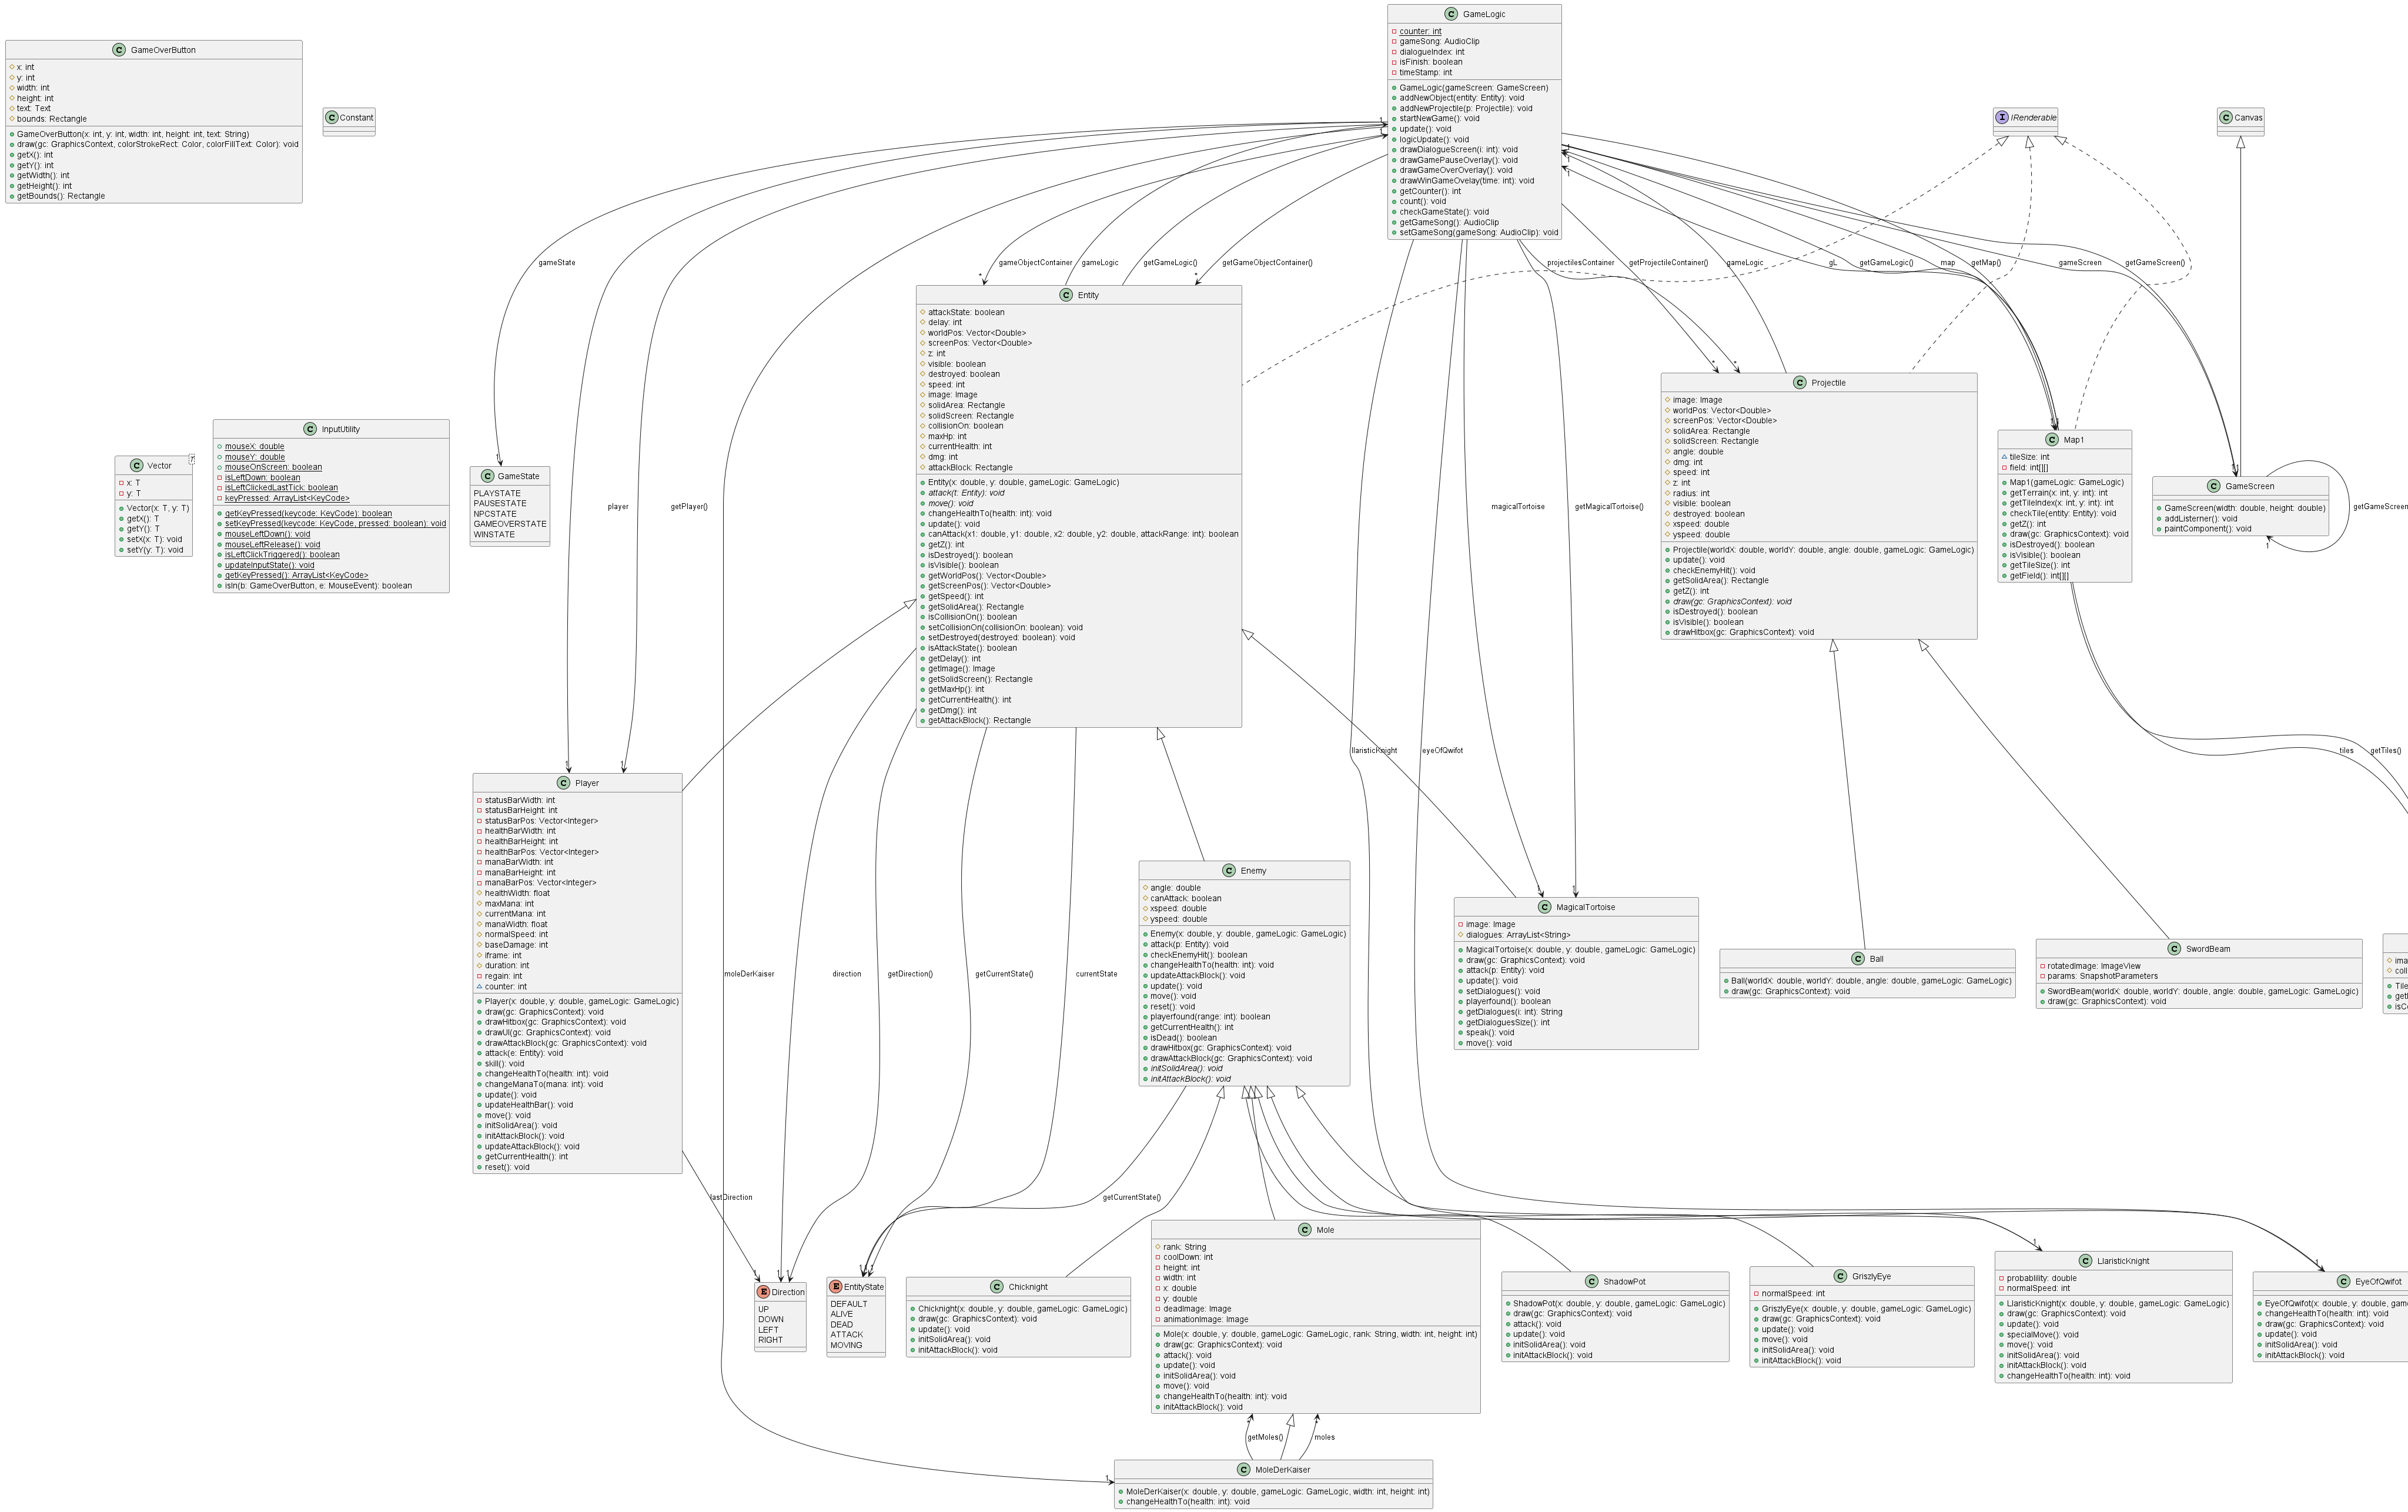 GameLogic
counter: int
gameSong: AudioClip
dialogueIndex: int
isFinish: boolean
timeStamp: int
GameLogic(gameScreen: GameScreen)
addNewObject(entity: Entity): void
addNewProjectile(p: Projectile): void
startNewGame(): void
update(): void
logicUpdate(): void
drawDialogueScreen(i: int): void
drawGamePauseOverlay(): void
drawGameOverOverlay(): void
drawWinGameOvelay(time: int): void
getCounter(): int
count(): void
checkGameState(): void
getGameSong(): AudioClip
setGameSong(gameSong: AudioClip): void
GameOverButton
x: int
y: int
width: int
height: int
text: Text
bounds: Rectangle
GameOverButton(x: int, y: int, width: int, height: int, text: String)
draw(gc: GraphicsContext, colorStrokeRect: Color, colorFillText: Color): void
getX(): int
getY(): int
getWidth(): int
getHeight(): int
getBounds(): Rectangle
Constant
IRenderable
Canvas
gameState
gameObjectContainer
gameLogic
getGameLogic()
getGameObjectContainer()
projectilesContainer
getProjectileContainer()
gameLogic
gL
getGameLogic()
map
getMap()
gameScreen
getGameScreen()
Entity
attackState: boolean
delay: int
worldPos: Vector<Double>
screenPos: Vector<Double>
z: int
visible: boolean
destroyed: boolean
speed: int
image: Image
solidArea: Rectangle
solidScreen: Rectangle
collisionOn: boolean
maxHp: int
currentHealth: int
dmg: int
attackBlock: Rectangle
Entity(x: double, y: double, gameLogic: GameLogic)
attack(t: Entity): void
move(): void
changeHealthTo(health: int): void
update(): void
canAttack(x1: double, y1: double, x2: double, y2: double, attackRange: int): boolean
getZ(): int
isDestroyed(): boolean
isVisible(): boolean
getWorldPos(): Vector<Double>
getScreenPos(): Vector<Double>
getSpeed(): int
getSolidArea(): Rectangle
isCollisionOn(): boolean
setCollisionOn(collisionOn: boolean): void
setDestroyed(destroyed: boolean): void
isAttackState(): boolean
getDelay(): int
getImage(): Image
getSolidScreen(): Rectangle
getMaxHp(): int
getCurrentHealth(): int
getDmg(): int
getAttackBlock(): Rectangle
Projectile
image: Image
worldPos: Vector<Double>
screenPos: Vector<Double>
solidArea: Rectangle
solidScreen: Rectangle
angle: double
dmg: int
speed: int
z: int
radius: int
visible: boolean
destroyed: boolean
xspeed: double
yspeed: double
Projectile(worldX: double, worldY: double, angle: double, gameLogic: GameLogic)
update(): void
checkEnemyHit(): void
getSolidArea(): Rectangle
getZ(): int
draw(gc: GraphicsContext): void
isDestroyed(): boolean
isVisible(): boolean
drawHitbox(gc: GraphicsContext): void
Map1
tileSize: int
field: int[][]
Map1(gameLogic: GameLogic)
getTerrain(x: int, y: int): int
getTileIndex(x: int, y: int): int
checkTile(entity: Entity): void
getZ(): int
draw(gc: GraphicsContext): void
isDestroyed(): boolean
isVisible(): boolean
getTileSize(): int
getField(): int[][]
GameScreen
GameScreen(width: double, height: double)
addListerner(): void
paintComponent(): void
getGameScreen
Vector
x: T
y: T
Vector(x: T, y: T)
getX(): T
getY(): T
setX(x: T): void
setY(y: T): void
InputUtility
mouseX: double
mouseY: double
mouseOnScreen: boolean
isLeftDown: boolean
isLeftClickedLastTick: boolean
keyPressed: ArrayList<KeyCode>
getKeyPressed(keycode: KeyCode): boolean
setKeyPressed(keycode: KeyCode, pressed: boolean): void
mouseLeftDown(): void
mouseLeftRelease(): void
isLeftClickTriggered(): boolean
updateInputState(): void
getKeyPressed(): ArrayList<KeyCode>
isIn(b: GameOverButton, e: MouseEvent): boolean
GameState
PLAYSTATE
PAUSESTATE
NPCSTATE
GAMEOVERSTATE
WINSTATE
player
getPlayer()
magicalTortoise
getMagicalTortoise()
llaristicKnight
eyeOfQwifot
tiles
getTiles()
Player
statusBarWidth: int
statusBarHeight: int
statusBarPos: Vector<Integer>
healthBarWidth: int
healthBarHeight: int
healthBarPos: Vector<Integer>
manaBarWidth: int
manaBarHeight: int
manaBarPos: Vector<Integer>
healthWidth: float
maxMana: int
currentMana: int
manaWidth: float
normalSpeed: int
baseDamage: int
iframe: int
duration: int
regain: int
counter: int
Player(x: double, y: double, gameLogic: GameLogic)
draw(gc: GraphicsContext): void
drawHitbox(gc: GraphicsContext): void
drawUI(gc: GraphicsContext): void
drawAttackBlock(gc: GraphicsContext): void
attack(e: Entity): void
skill(): void
changeHealthTo(health: int): void
changeManaTo(mana: int): void
update(): void
updateHealthBar(): void
move(): void
initSolidArea(): void
initAttackBlock(): void
updateAttackBlock(): void
getCurrentHealth(): int
reset(): void
moleDerKaiser
direction
getDirection()
getCurrentState()
currentState
Enemy
angle: double
canAttack: boolean
xspeed: double
yspeed: double
Enemy(x: double, y: double, gameLogic: GameLogic)
attack(p: Entity): void
checkEnemyHit(): boolean
changeHealthTo(health: int): void
updateAttackBlock(): void
update(): void
move(): void
reset(): void
playerfound(range: int): boolean
getCurrentHealth(): int
isDead(): boolean
drawHitbox(gc: GraphicsContext): void
drawAttackBlock(gc: GraphicsContext): void
initSolidArea(): void
initAttackBlock(): void
MagicalTortoise
image: Image
dialogues: ArrayList<String>
MagicalTortoise(x: double, y: double, gameLogic: GameLogic)
draw(gc: GraphicsContext): void
attack(p: Entity): void
update(): void
setDialogues(): void
playerfound(): boolean
getDialogues(i: int): String
getDialoguesSize(): int
speak(): void
move(): void
Ball
Ball(worldX: double, worldY: double, angle: double, gameLogic: GameLogic)
draw(gc: GraphicsContext): void
SwordBeam
rotatedImage: ImageView
params: SnapshotParameters
SwordBeam(worldX: double, worldY: double, angle: double, gameLogic: GameLogic)
draw(gc: GraphicsContext): void
lastDirection
getCurrentState()
Direction
UP
DOWN
LEFT
RIGHT
EntityState
DEFAULT
ALIVE
DEAD
ATTACK
MOVING
Chicknight
Chicknight(x: double, y: double, gameLogic: GameLogic)
draw(gc: GraphicsContext): void
update(): void
initSolidArea(): void
initAttackBlock(): void
Mole
rank: String
coolDown: int
height: int
width: int
x: double
y: double
deadImage: Image
animationImage: Image
Mole(x: double, y: double, gameLogic: GameLogic, rank: String, width: int, height: int)
draw(gc: GraphicsContext): void
attack(): void
update(): void
initSolidArea(): void
move(): void
changeHealthTo(health: int): void
initAttackBlock(): void
ShadowPot
ShadowPot(x: double, y: double, gameLogic: GameLogic)
draw(gc: GraphicsContext): void
attack(): void
update(): void
initSolidArea(): void
initAttackBlock(): void
GriszlyEye
normalSpeed: int
GriszlyEye(x: double, y: double, gameLogic: GameLogic)
draw(gc: GraphicsContext): void
update(): void
move(): void
initSolidArea(): void
initAttackBlock(): void
LlaristicKnight
probablility: double
normalSpeed: int
LlaristicKnight(x: double, y: double, gameLogic: GameLogic)
draw(gc: GraphicsContext): void
update(): void
specialMove(): void
move(): void
initSolidArea(): void
initAttackBlock(): void
changeHealthTo(health: int): void
EyeOfQwifot
EyeOfQwifot(x: double, y: double,
changeHealthTo(health: int): void
draw(gc: GraphicsContext): void
update(): void
initSolidArea(): void
initAttackBlock(): void
getMoles()
moles
MoleDerKaiser
MoleDerKaiser(x: double, y: double, gameLogic: GameLogic, width: int, height: int)
changeHealthTo(health: int): void